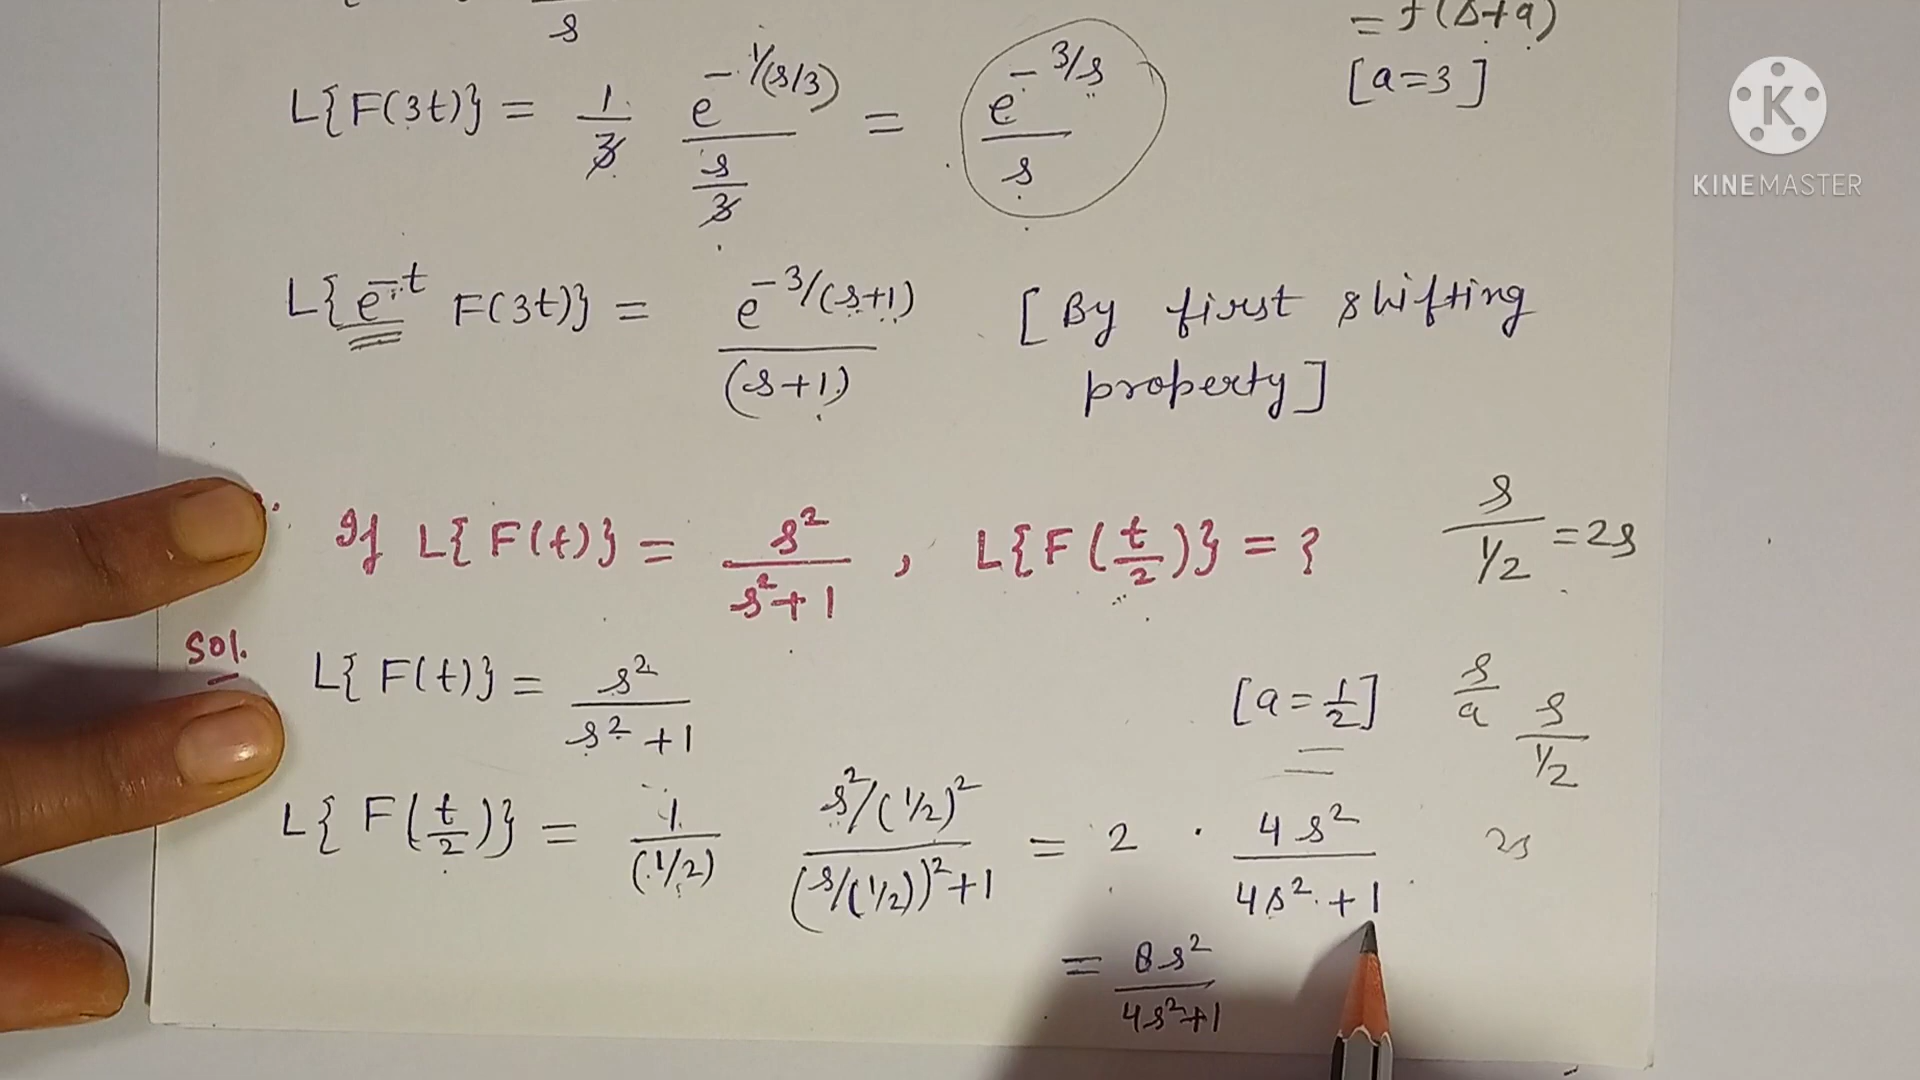 s = f(s+a)
L{F(3t)} = 1/3 e^-1/(s/3) / (s/3) = e^-3/s / s [a=3]
KINEMASTER
L{e^-t F(3t)} = e^-3/(s+1) / (s+1) [By first shifting
property]
If L{F(t)} = s²/(s²+1), L{F(t/2)} = ? s/(1/2) = 2s
Sol.
L{F(t)} = s²/(s²+1) [a=1/2] s/a s/(1/2)
L{F(t/2)} = 1/(1/2) s²/(1/2)² / ((s/(1/2))²+1) = 2 · 4s²/(4s²+1) 2s
= 8s²/(4s²+1)